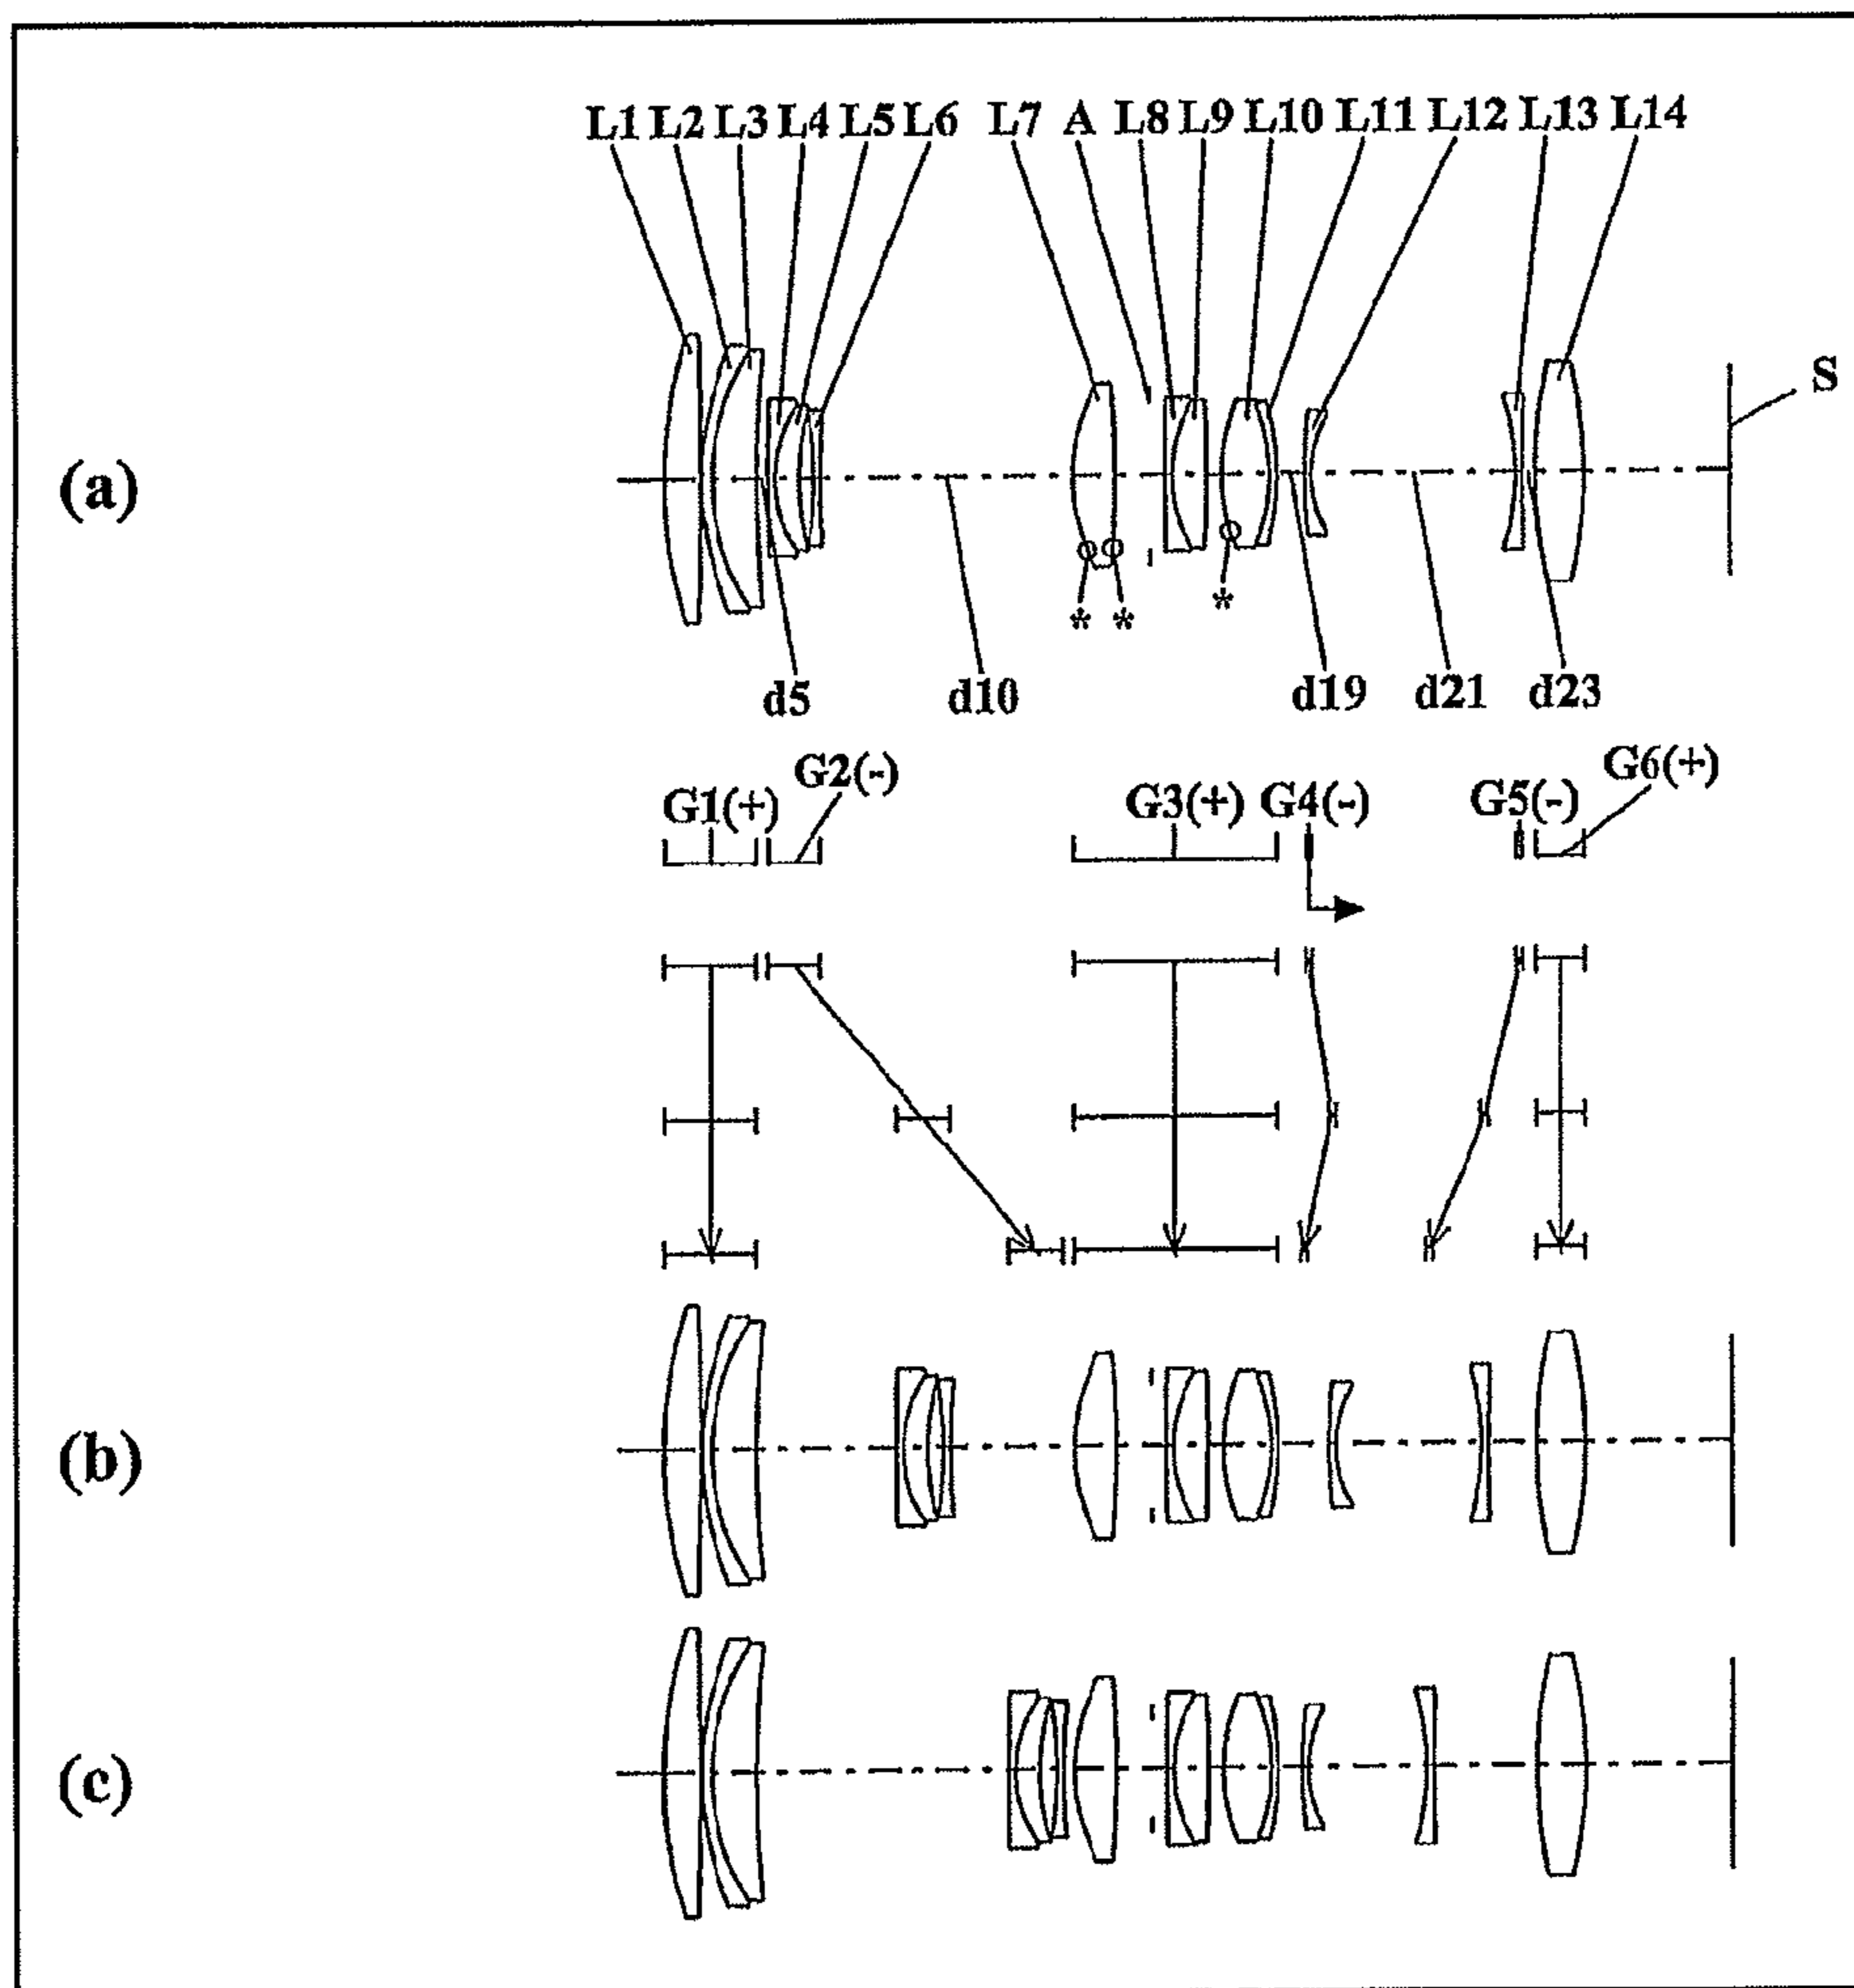 L1 L2 L3 L4 L5 L6 L7 A L8 L9 L10 L11 L12 L13 L14
S
(a)
* * *
d5 d10 d19 d21 d23
G1(+) G2(-) G3(+) G4(-) G5(-) G6(+)
(b)
(c)